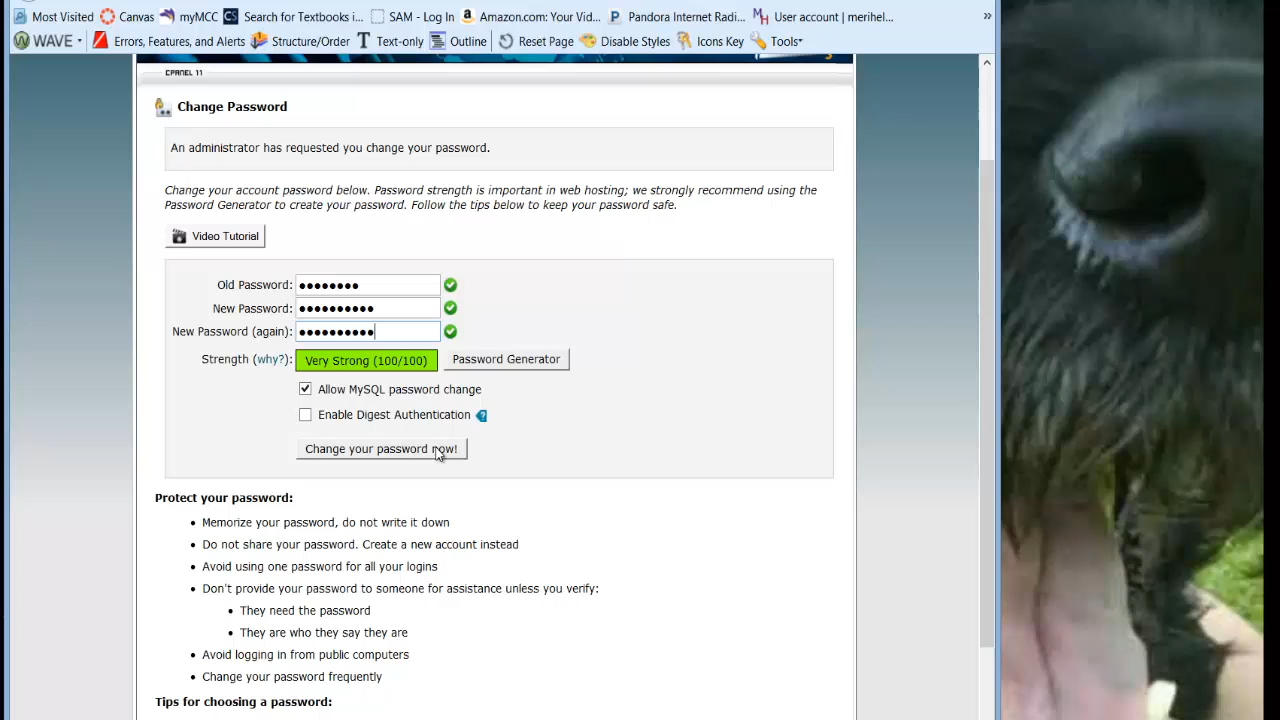 Most Visited Canvas myMCC Search for Textbooks i... SAM - Log In Amazon.com: Your Vid... Pandora Internet Radi... User account | merihel... »
WAVE Errors, Features, and Alerts Structure/Order Text-only Outline Reset Page Disable Styles Icons Key Tools
CPANEL 11
Change Password
An administrator has requested you change your password.
Change your account password below. Password strength is important in web hosting; we strongly recommend using the
Password Generator to create your password. Follow the tips below to keep your password safe.
Video Tutorial
Old Password: ●●●●●●●●
New Password: ●●●●●●●●●●
New Password (again): ●●●●●●●●●●
Strength (why?): Very Strong (100/100) Password Generator
Allow MySQL password change
Enable Digest Authentication ?
Change your password now!
Protect your password:
• Memorize your password, do not write it down
• Do not share your password. Create a new account instead
• Avoid using one password for all your logins
• Don't provide your password to someone for assistance unless you verify:
• They need the password
• They are who they say they are
• Avoid logging in from public computers
• Change your password frequently
Tips for choosing a password: